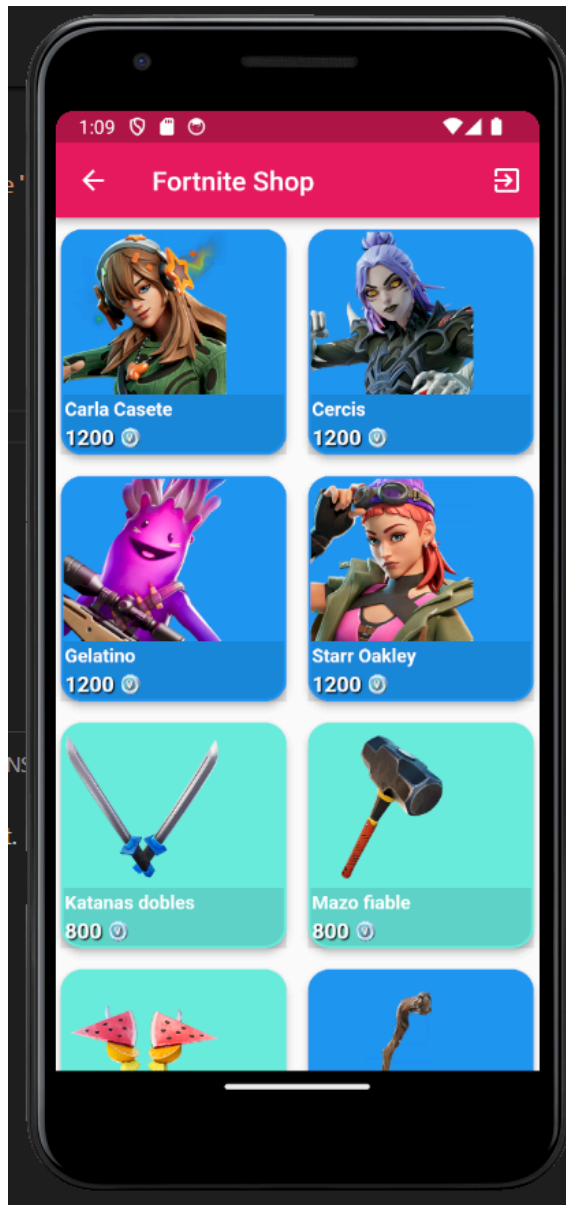 1:09
Fortnite Shop
Carla Casete
1200
Cercis
1200
Gelatino
1200
Starr Oakley
1200
Katanas dobles
800
Mazo fiable
800
NS
t.